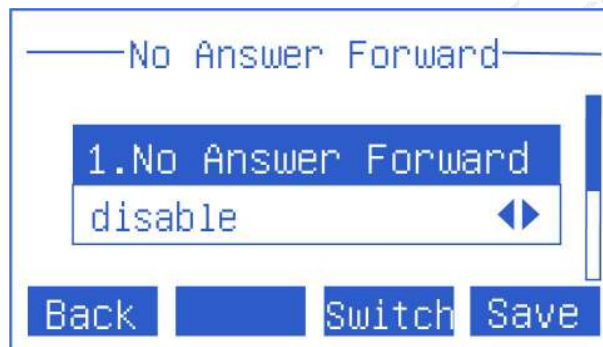 No Answer Forward
1.No Answer Forward
disable
Back Switch Save